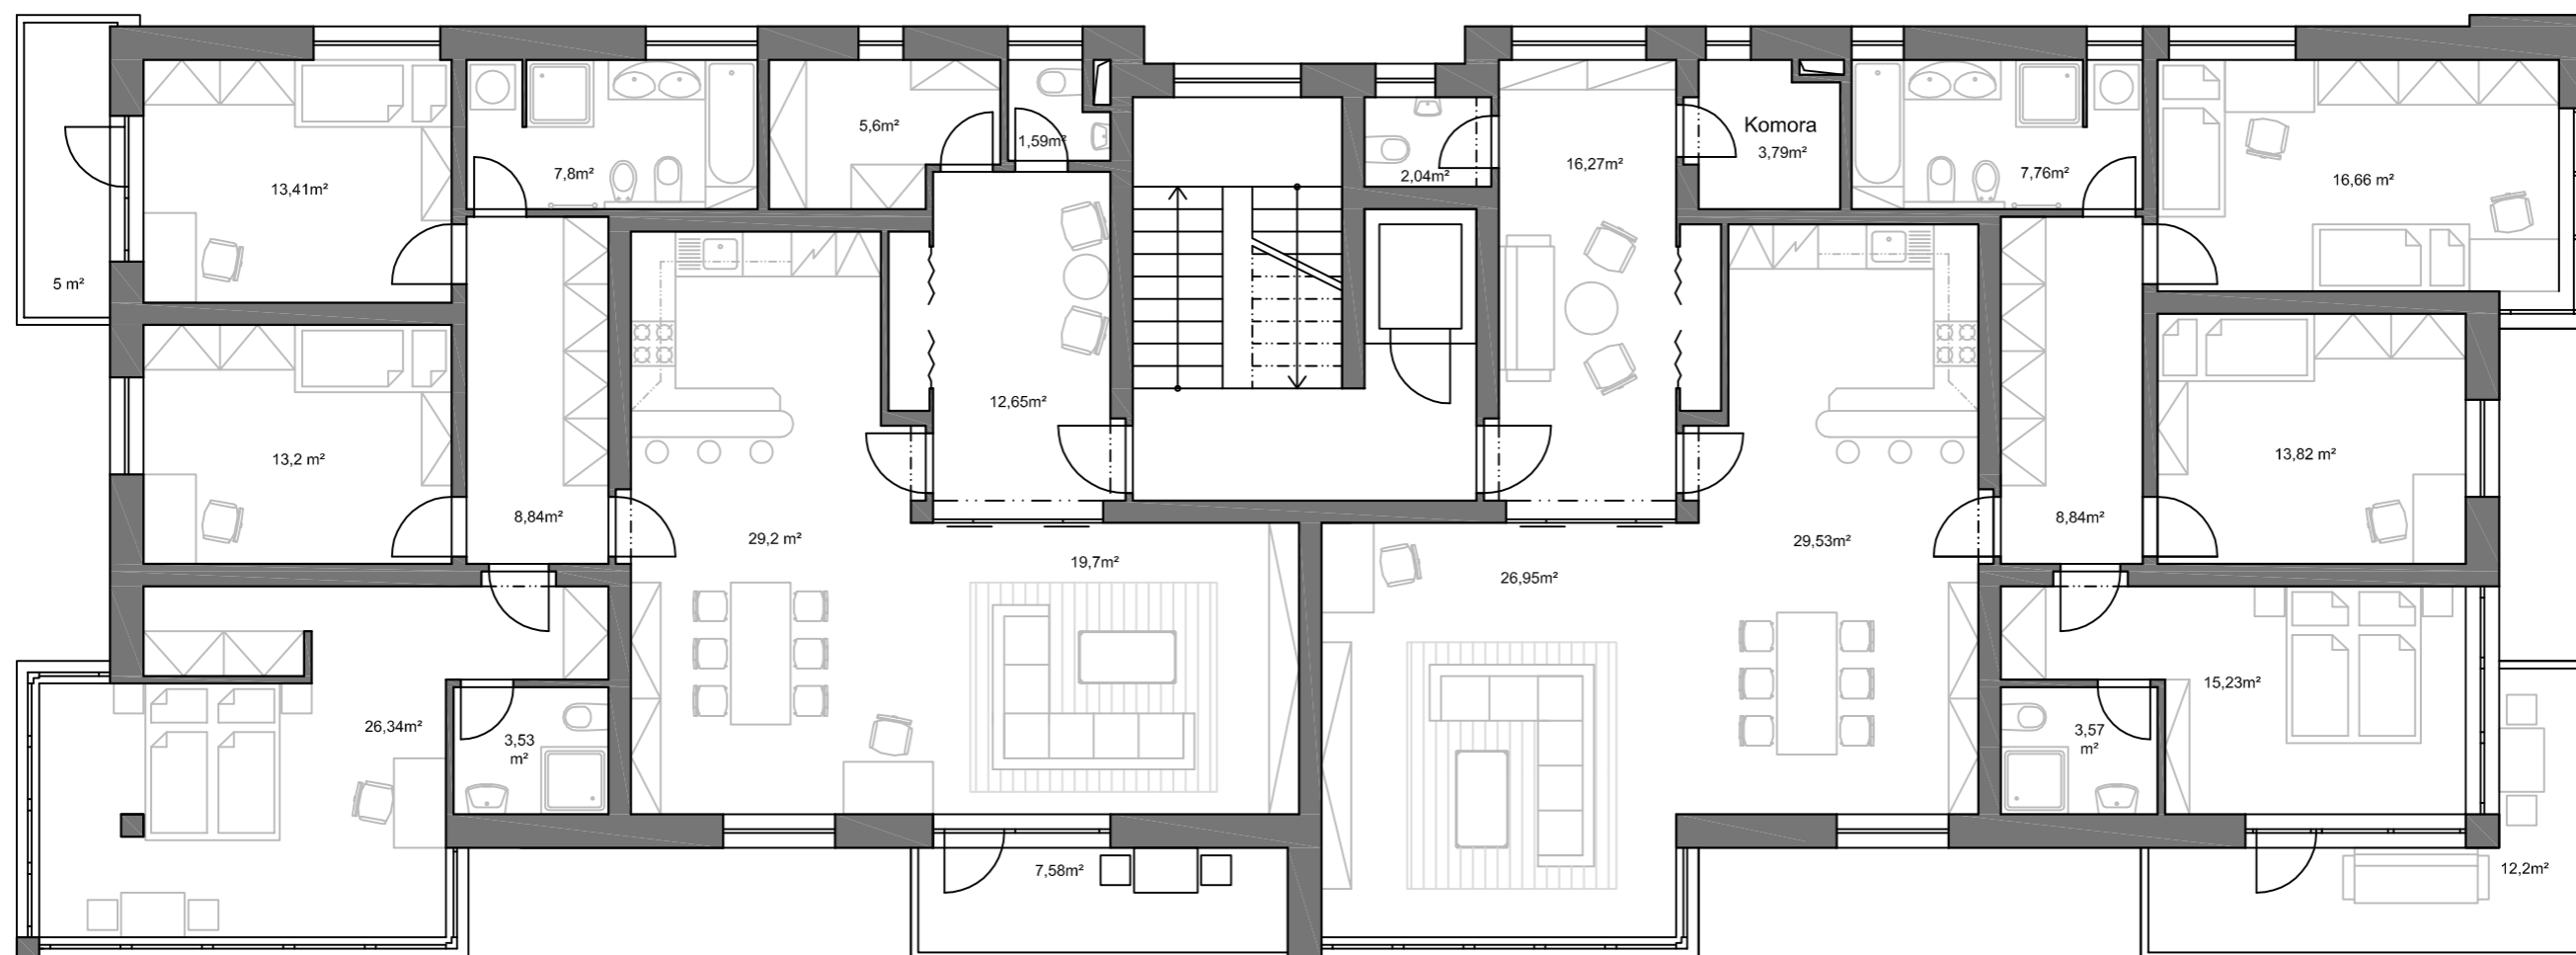 Komora
3,79m²
5,6m²
1,59m²
16,27m²
7,8m²
2,04m²
7,76m²
16,66 m²
13,41m²
5 m²
12,65m²
13,2 m²
13,82 m²
8,84m²
8,84m²
29,2 m²
29,53m²
19,7m²
26,95m²
15,23m²
26,34m²
3,53
m²
3,57
m²
7,58m²
12,2m²